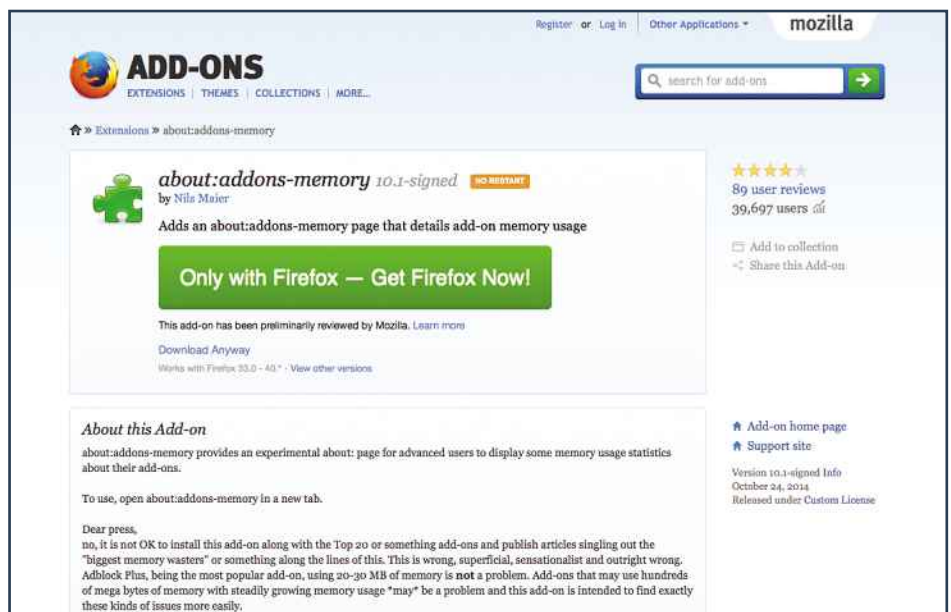 Register or Log in Other Applications mozilla
ADD-ONS
EXTENSIONS | THEMES | COLLECTIONS | MORE...
search for add-ons
» Extensions » about:addons-memory
about:addons-memory 10.1-signed NO RESTART
by Nils Maier
Adds an about:addons-memory page that details add-on memory usage
Only with Firefox — Get Firefox Now!
This add-on has been preliminarily reviewed by Mozilla. Learn more
Download Anyway
Works with Firefox 33.0 - 40.* · View other versions
89 user reviews
39,697 users
Add to collection
Share this Add-on
About this Add-on
about:addons-memory provides an experimental about: page for advanced users to display some memory usage statistics
about their add-ons.
To use, open about:addons-memory in a new tab.
Dear press,
no, it is not OK to install this add-on along with the Top 20 or something add-ons and publish articles singling out the
"biggest memory wasters" or something along the lines of this. This is wrong, superficial, sensationalist and outright wrong.
Adblock Plus, being the most popular add-on, using 20-30 MB of memory is not a problem. Add-ons that may use hundreds
of mega bytes of memory with steadily growing memory usage *may* be a problem and this add-on is intended to find exactly
these kinds of issues more easily.
Add-on home page
Support site
Version 10.1-signed Info
October 24, 2014
Released under Custom License